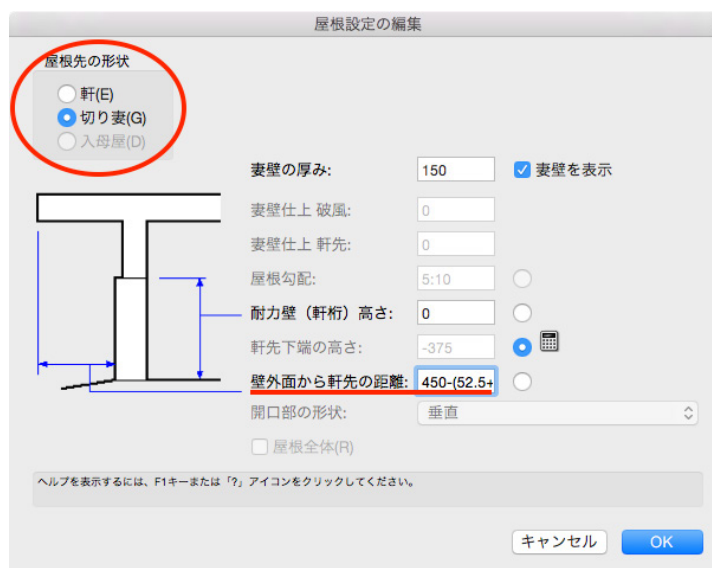 屋根設定の編集
屋根先の形状
軒(E)
切り妻(G)
入母屋(D)
妻壁の厚み: 150 妻壁を表示
妻壁仕上 破風: 0
妻壁仕上 軒先: 0
屋根勾配: 5:10
耐力壁（軒桁）高さ: 0
軒先下端の高さ: -375
壁外面から軒先の距離: 450-(52.5+
開口部の形状: 垂直
屋根全体(R)
ヘルプを表示するには、F1キーまたは「?」アイコンをクリックしてください。
キャンセル OK